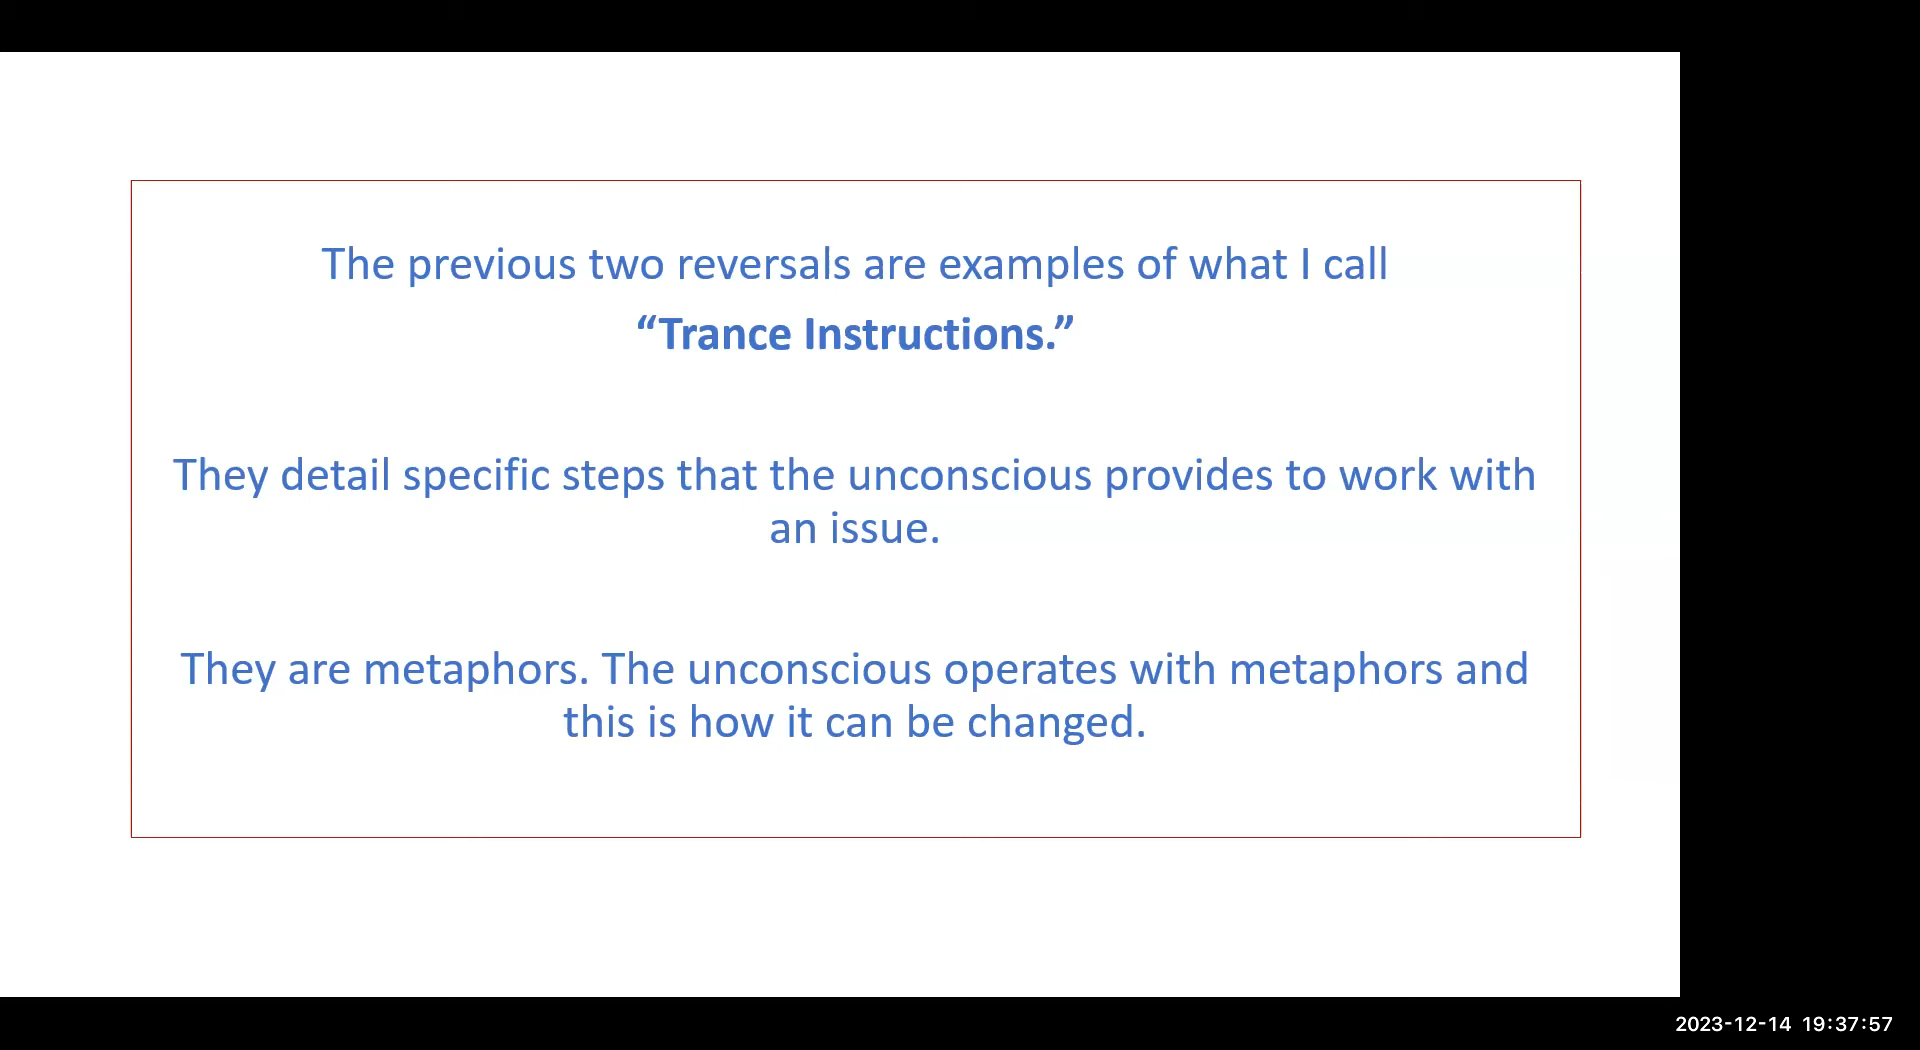 The previous two reversals are examples of what I call
“Trance Instructions.”
They detail specific steps that the unconscious provides to work with
an issue.
They are metaphors. The unconscious operates with metaphors and
this is how it can be changed.
2023-12-14 19:37:57